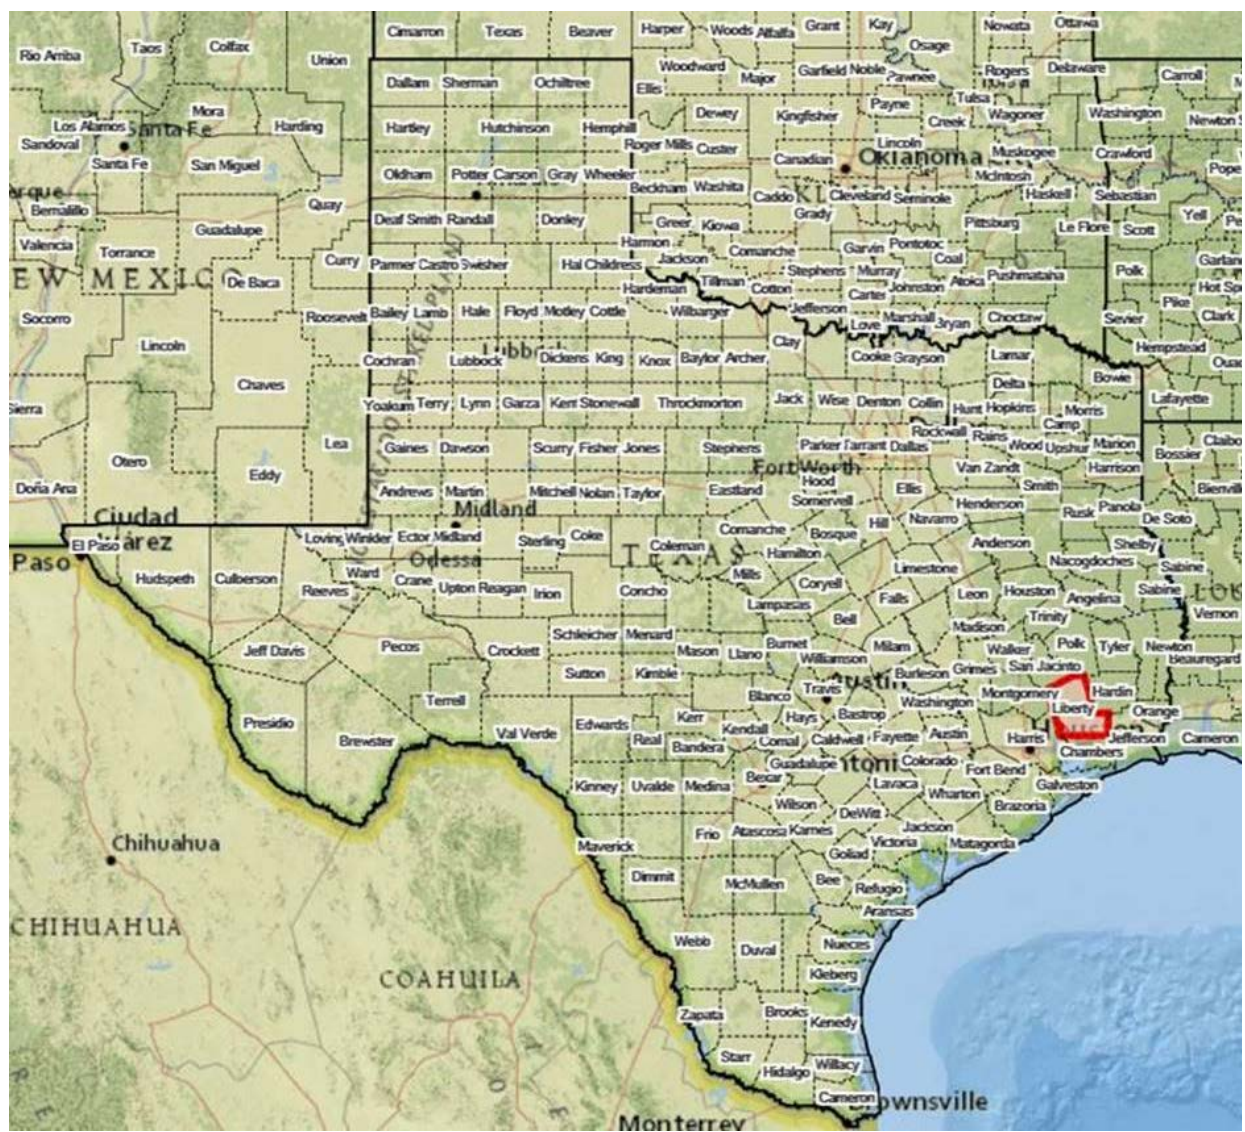 Cimarron Texas Beaver Harper Woods Alfalfa Grant Kay Nowata Ottawa
Rio Arriba Taos Colfax Union Osage
Woodward Major Garfield Noble Pawnee Rogers Delaware Carroll
Dallam Sherman Ochiltree Ellis
Mora Dewey Kingfisher Payne Creek Tulsa Wagoner Washington Newton
Los Alamos Santa Fe Harding Hartley Hutchinson Hemphill
Sandoval Santa Fe San Miguel Roger Mills Custer Canadian Lincoln Muskogee Crawford
Oklahoma
Oldham Potter Carson Gray Wheeler Beckham Washita Caddo Cleveland Seminole McIntosh Haskell Sebastian Pope
Bernalillo Quay
Guadalupe Deaf Smith Randall Donley Greer Kiowa Grady Pittsburg Le Flore Scott Yell
Valencia Torrance Curry Harmon Jackson Comanche Garvin Pontotoc Coal
Parmer Castro Swisher Hal Childress Stephens Murray Johnston Atoka Pushmataha Polk Garland
EW MEXICO De Baca Hardeman Tillman Cotton Carter Hot Sp
Socorro Roosevelt Bailey Lamb Hale Floyd Motley Cottle Wilbarger Jefferson Love Marshall Bryan Choctaw Sevier Pike Clark
Lincoln Clay Hempstead
Cochran Lubbock Dickens King Knox Baylor Archer Cooke Grayson Lamar Bowie
Chaves Delta
Yoakum Terry Lynn Garza Kent Stonewall Throckmorton Jack Wise Denton Collin Hunt Hopkins Morris Lafayette
Sierra Camp
Lea Gaines Dawson Scurry Fisher Jones Stephens Parker Tarrant Dallas Rockwall Rains Wood Upshur Marion Bossier
Otero Eddy Fort Worth Van Zandt Harrison
Doña Ana Andrews Martin Mitchell Nolan Taylor Eastland Hood Somervell Ellis Smith
Midland Henderson Rusk Panola De Soto
Ciudad Juárez Comanche Hill Navarro
El Paso Loving Winkler Ector Midland Sterling Coke Coleman Bosque Anderson Shelby
Paso Odessa TEXAS Hamilton Nacogdoches Sabine
Hudspeth Culberson Reeves Ward Crane Upton Reagan Irion Concho Mills Coryell Limestone
Leon Houston Angelina Sabine LOU
Lampasas Falls Bell Trinity Vernon
Schleicher Menard Madison
Jeff Davis Pecos Crockett Mason Llano Burnet Williamson Milam Walker Polk Tyler Newton Beauregard
Sutton Kimble Burleson Grimes San Jacinto
Terrell Blanco Travis Austin Washington Montgomery Hardin
Presidio Brewster Val Verde Edwards Kerr Hays Bastrop Liberty Orange
Real Bandera Kendall Comal Caldwell Fayette Austin Harris Jefferson Cameron
Guadalupe Colorado Chambers
Kinney Uvalde Medina Bexar Lavaca Fort Bend Galveston
Wilson DeWitt Wharton Brazoria
Chihuahua Maverick Frio Atascosa Karnes Jackson Matagorda
Goliad Victoria
Dimmit McMullen Bee Refugio
Aransas
CHIHUAHUA Webb Duval Nueces
COAHUILA Kleberg
Zapata Brooks Kenedy
Starr Hidalgo Willacy
Cameron Brownsville
Monterrey